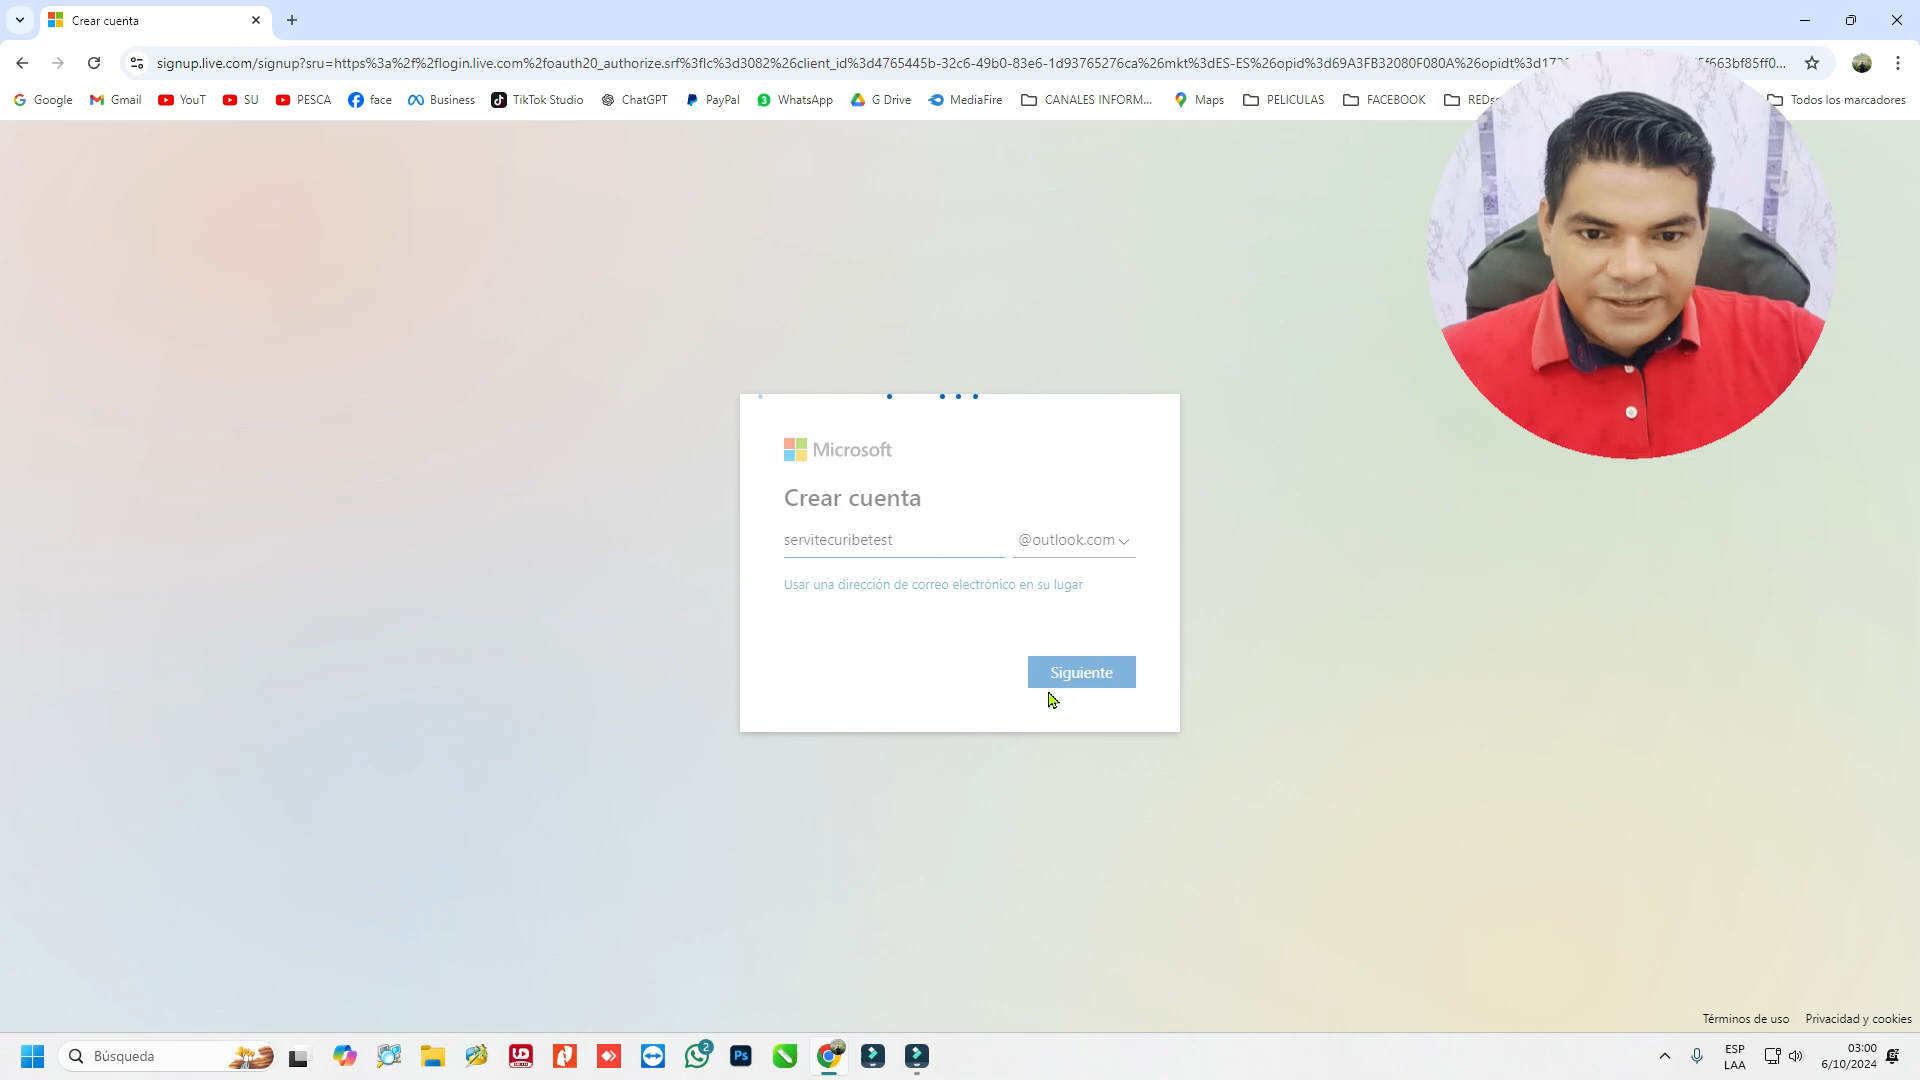 Crear cuenta
signup.live.com/signup?sru=https%3a%2f%2flogin.live.com%2foauth20_authorize.srf%3flc%3d3082%26client_id%3d4765445b-32c6-49b0-83e6-1d93765276ca%26mkt%3dES-ES%26opid%3d69A3FB32080F080A%26opidt%3d17
Google Gmail YouT SU PESCA face Business TikTok Studio ChatGPT PayPal WhatsApp G Drive MediaFire CANALES INFORM... Maps PELICULAS FACEBOOK Todos los marcadores
Microsoft
Crear cuenta
servitecuribetest @outlook.com
Usar una dirección de correo electrónico en su lugar
Siguiente
Términos de uso Privacidad y cookies
Búsqueda
2
Ps
ESP
LAA
03:00
6/10/2024